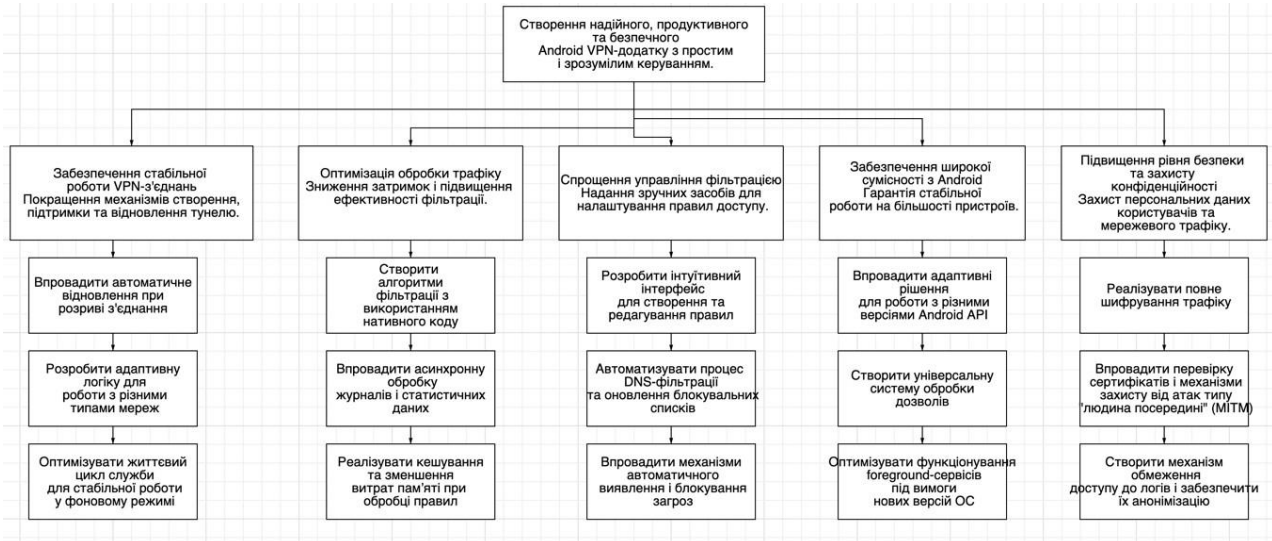 Створення надійного, продуктивного
та безпечного
Android VPN-додатку з простим
і зрозумілим керуванням.
Забезпечення стабільної
роботи VPN-з'єднань
Покращення механізмів створення,
підтримки та відновлення тунелю.
Оптимізація обробки трафіку
Зниження затримок і підвищення
ефективності фільтрації.
Спрощення управління фільтрацією
Надання зручних засобів для
налаштування правил доступу.
Забезпечення широкої
сумісності з Android
Гарантія стабільної
роботи на більшості пристроїв.
Підвищення рівня безпеки
та захисту
конфіденційності
Захист персональних даних
користувачів та
мережевого трафіку.
Впровадити автоматичне
відновлення при
розриві з'єднання
Створити
алгоритми
фільтрації з
використанням
нативного коду
Розробити інтуїтивний
інтерфейс
для створення та
редагування правил
Впровадити адаптивні
рішення
для роботи з різними
версіями Android API
Реалізувати повне
шифрування трафіку
Розробити адаптивну
логіку для
роботи з різними
типами мереж
Впровадити асинхронну
обробку
журналів і статистичних
даних
Автоматизувати процес
DNS-фільтрації
та оновлення блокувальних
списків
Створити універсальну
систему обробки
дозволів
Впровадити перевірку
сертифікатів і механізми
захисту від атак типу
"людина посередині" (MITM)
Оптимізувати життєвий
цикл служби
для стабільної роботи
у фоновому режимі
Реалізувати кешування
та зменшення
витрат пам'яті при
обробці правил
Впровадити механізми
автоматичного
виявлення і блокування
загроз
Оптимізувати функціонування
foreground-сервісів
під вимоги
нових версій ОС
Створити механізм
обмеження
доступу до логів і забезпечити
їх анонімізацію